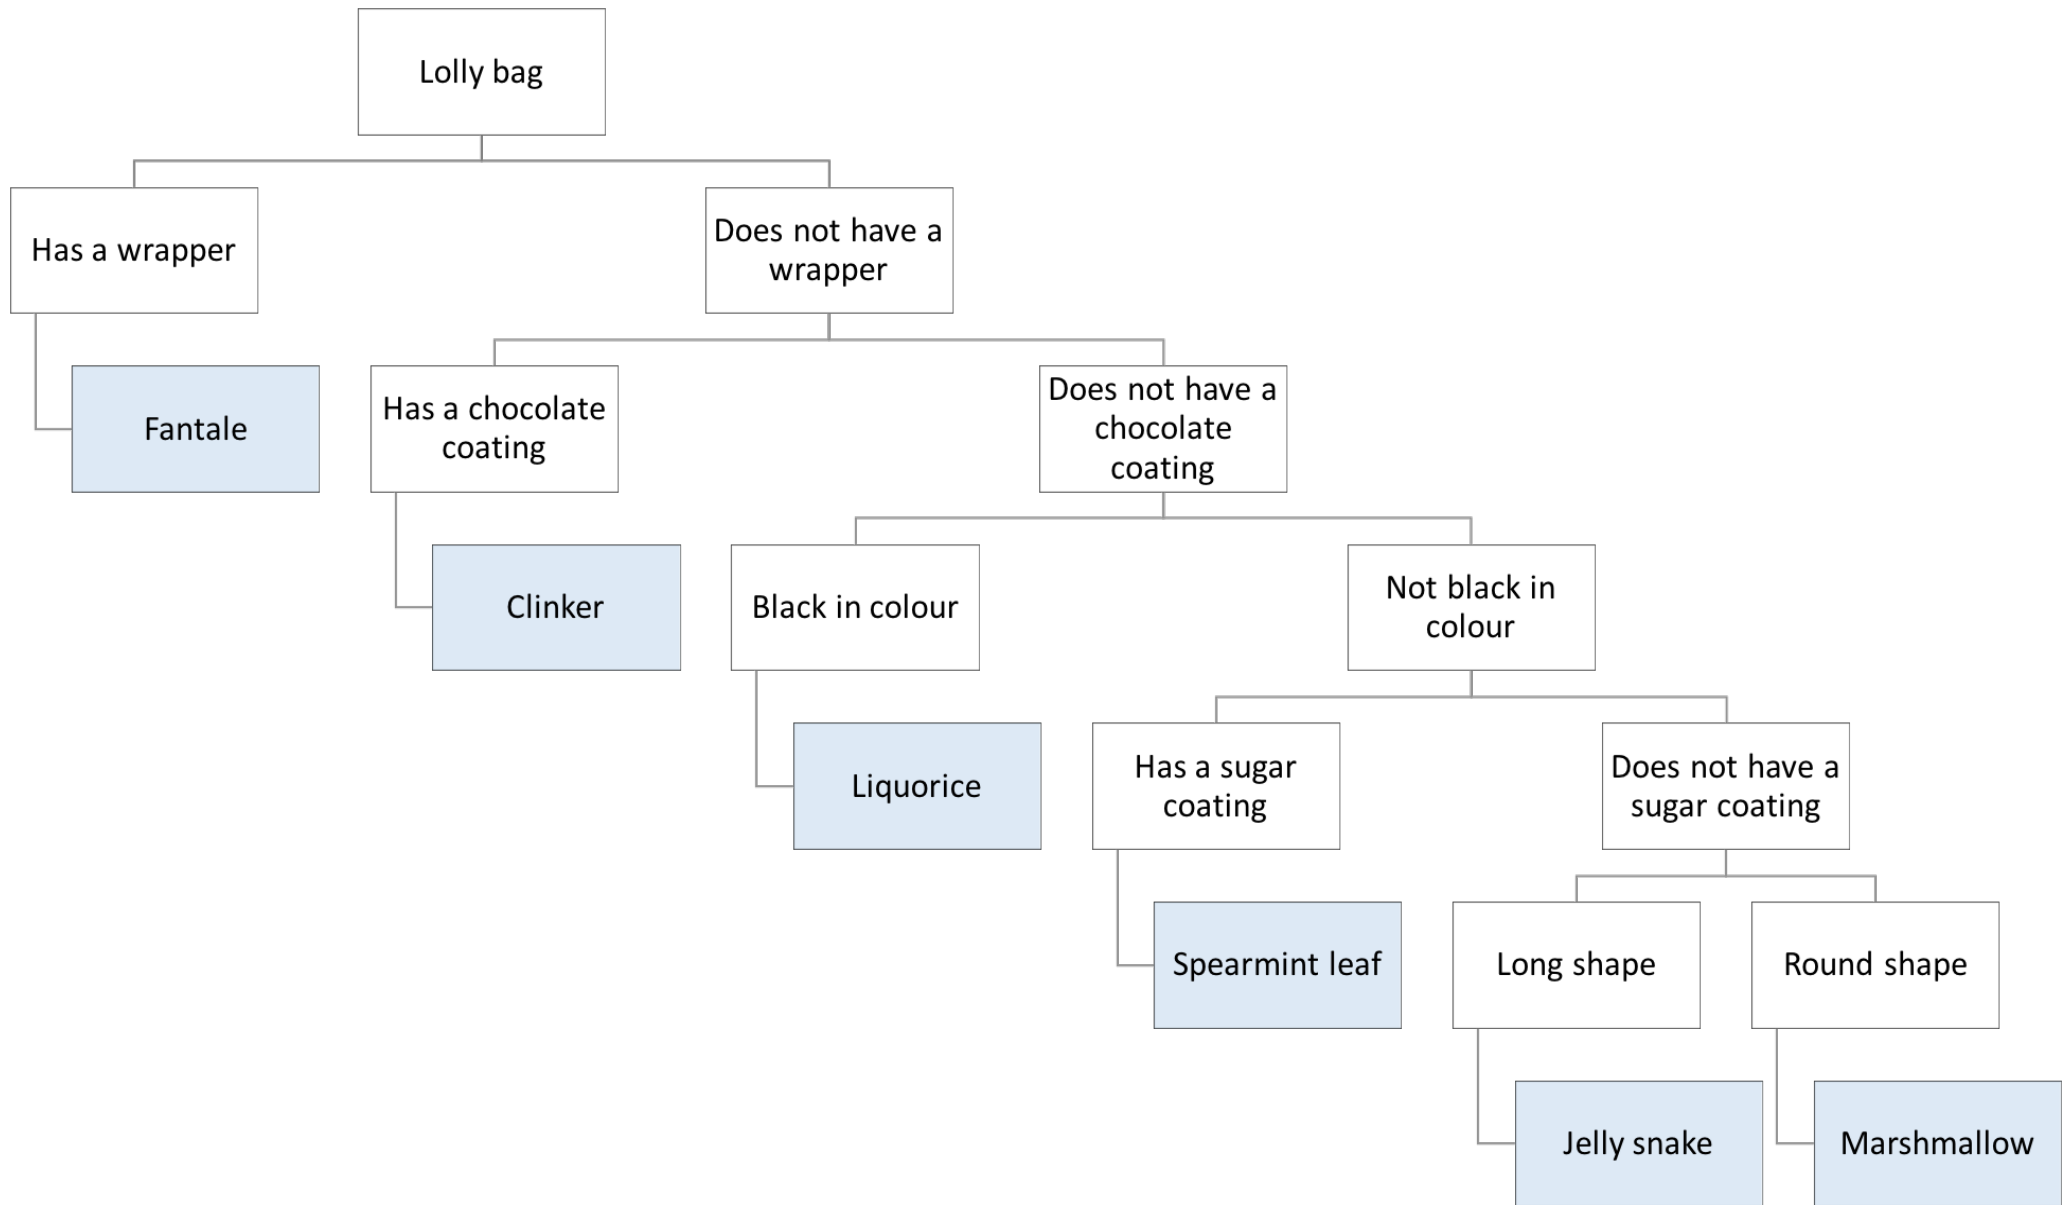 Lolly bag
Has a wrapper
Does not have a
wrapper
Fantale
Has a chocolate
coating
Does not have a
chocolate
coating
Clinker
Black in colour
Not black in
colour
Liquorice
Has a sugar
coating
Does not have a
sugar coating
Spearmint leaf
Long shape
Round shape
Jelly snake
Marshmallow